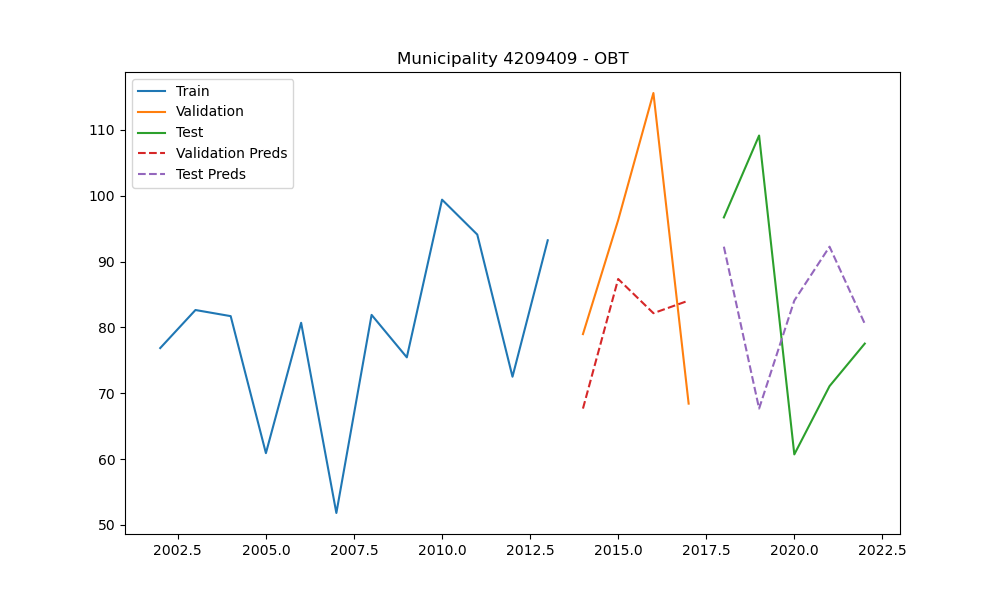 Municipality 4209409 - OBT
Train
Validation
Test
Validation Preds
Test Preds
110
100
90
80
70
60
50
2002.5 2005.0 2007.5 2010.0 2012.5 2015.0 2017.5 2020.0 2022.5